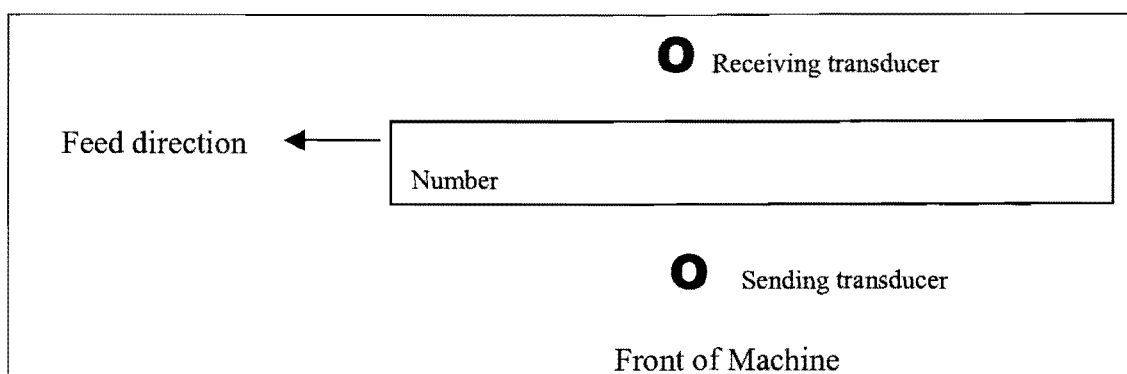 Receiving transducer
Feed direction
Number
Sending transducer
Front of Machine